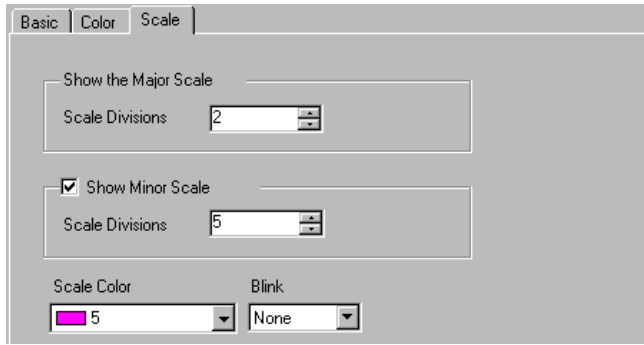 Basic Color Scale
Show the Major Scale
Scale Divisions 2
Show Minor Scale
Scale Divisions 5
Scale Color Blink
5 None